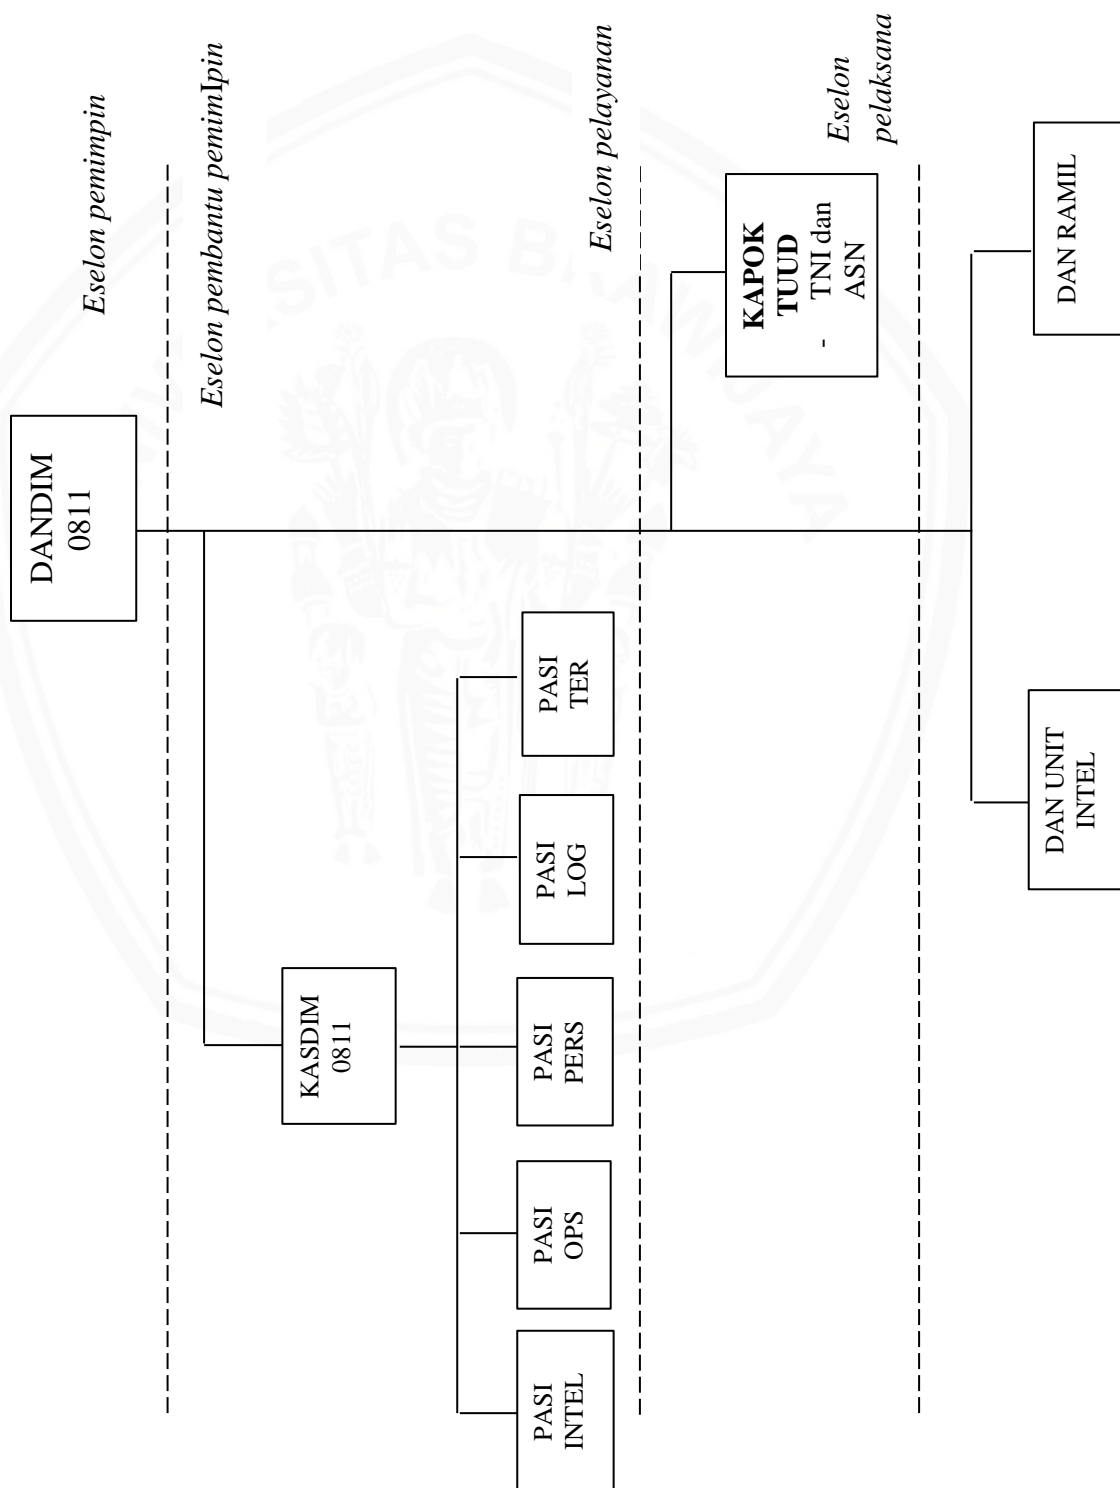 DANDIM
0811
Eselon pemimpin
Eselon pembantu pemimIpin
KASDIM
0811
PASI
INTEL
PASI
OPS
PASI
PERS
PASI
LOG
PASI
TER
Eselon pelayanan
KAPOK
TUUD
- TNI dan
ASN
Eselon
pelaksana
DAN UNIT
INTEL
DAN RAMIL